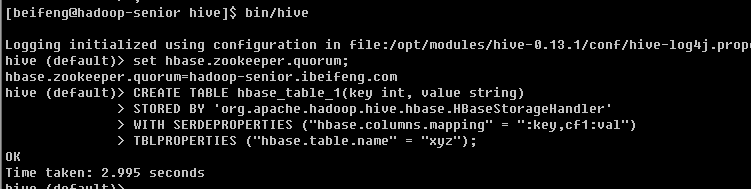 [beifeng@hadoop-senior hive]$ bin/hive
Logging initialized using configuration in file:/opt/modules/hive-0.13.1/conf/hive-log4j.prope
hive (default)> set hbase.zookeeper.quorum;
hbase.zookeeper.quorum=hadoop-senior.ibeifeng.com
hive (default)> CREATE TABLE hbase_table_1(key int, value string)
> STORED BY 'org.apache.hadoop.hive.hbase.HBaseStorageHandler'
> WITH SERDEPROPERTIES ("hbase.columns.mapping" = ":key,cf1:val")
> TBLPROPERTIES ("hbase.table.name" = "xyz");
OK
Time taken: 2.995 seconds
hive (default)>